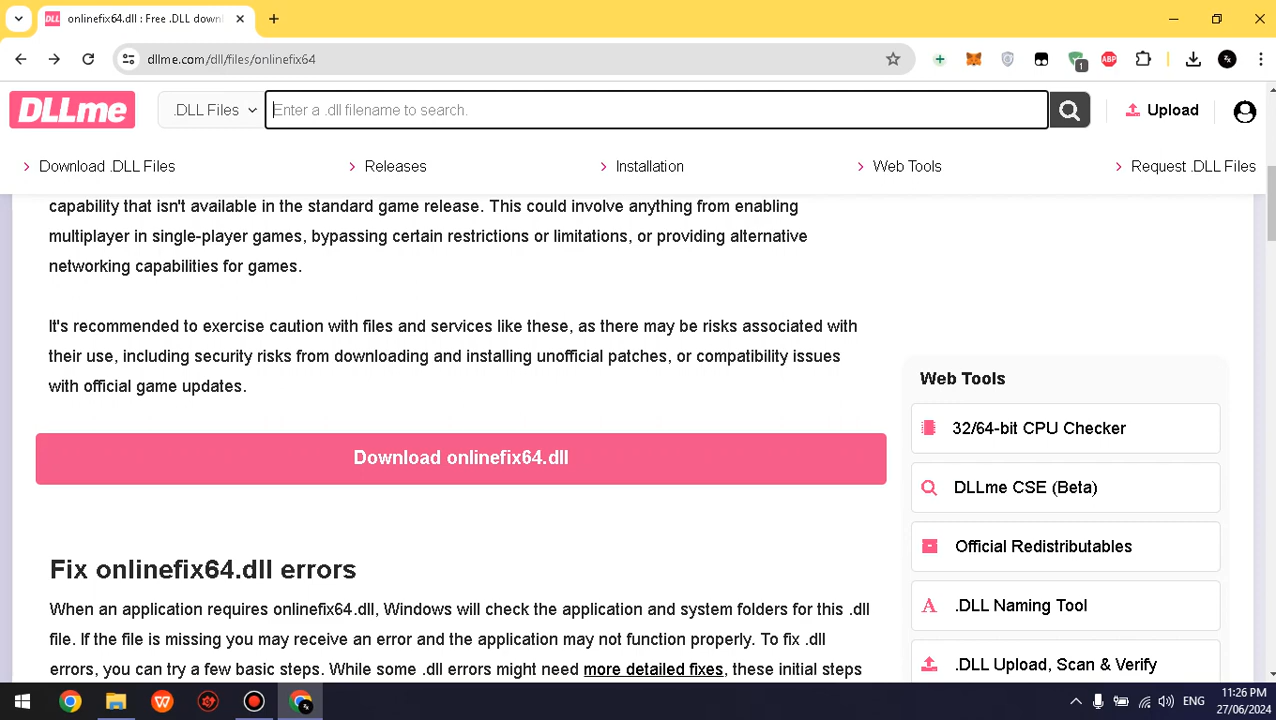 onlinefix64.dll : Free .DLL down
dllme.com/dll/files/onlinefix64
1
ABP
DLLme
.DLL Files
Enter a .dll filename to search.
Upload
Download .DLL Files
Releases
Installation
Web Tools
Request .DLL Files
capability that isn't available in the standard game release. This could involve anything from enabling
multiplayer in single-player games, bypassing certain restrictions or limitations, or providing alternative
networking capabilities for games.
It's recommended to exercise caution with files and services like these, as there may be risks associated with
their use, including security risks from downloading and installing unofficial patches, or compatibility issues
with official game updates.
Download onlinefix64.dll
Fix onlinefix64.dll errors
When an application requires onlinefix64.dll, Windows will check the application and system folders for this .dll
file. If the file is missing you may receive an error and the application may not function properly. To fix .dll
errors, you can try a few basic steps. While some .dll errors might need more detailed fixes, these initial steps
Web Tools
32/64-bit CPU Checker
DLLme CSE (Beta)
Official Redistributables
.DLL Naming Tool
.DLL Upload, Scan & Verify
ENG
11:26 PM
27/06/2024